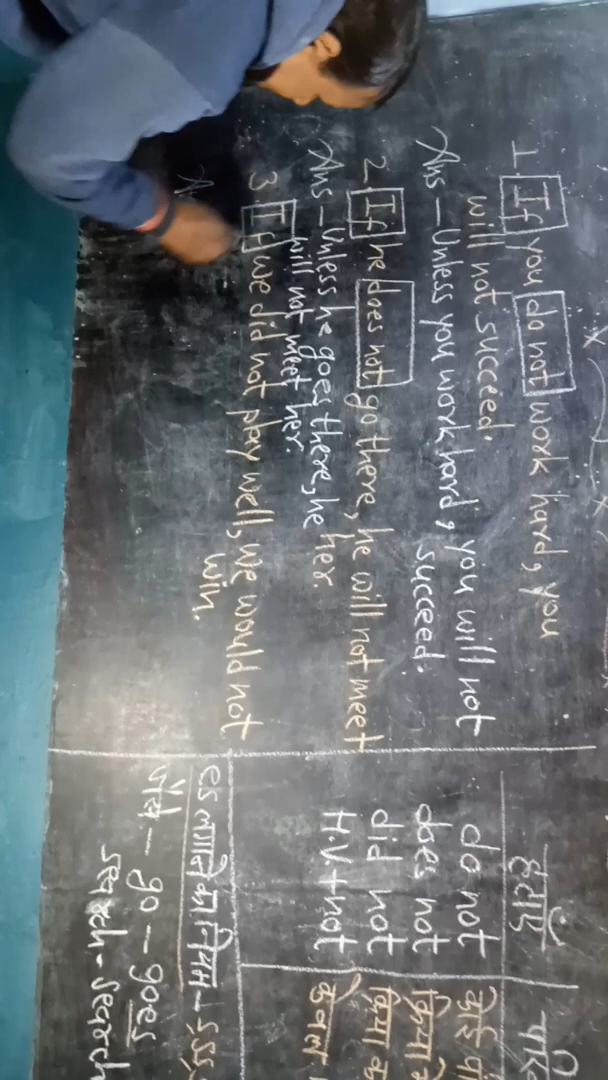 1. If you do not work hard, you
will not succeed.
Ans - Unless you work hard, you will not
succeed.
2. If he does not go there, he will not meet
her.
Ans - Unless he goes there, he
will not meet her.
3. If we did not play well, we would not
win.
A
हटाएँ
do not
does not
did not
H.V. + not
कोई
क्रिया
क्रिया
केवल
es लगाने का नियम - s, ss,
जैसे - go - goes
search - search